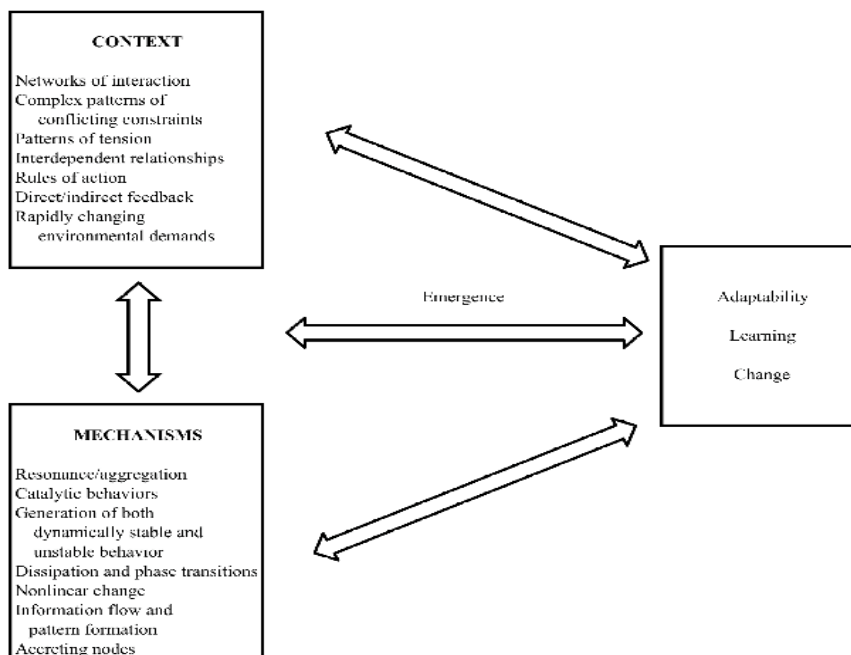 CONTEXT
Networks of interaction
Complex patterns of
conflicting constraints
Patterns of tension
Interdependent relationships
Rules of action
Direct/indirect feedback
Rapidly changing
environmental demands
Emergence
Adaptability
Learning
Change
MECHANISMS
Resonance/aggregation
Catalytic behaviors
Generation of both
dynamically stable and
unstable behavior
Dissipation and phase transitions
Nonlinear change
Information flow and
pattern formation
Accreting nodes